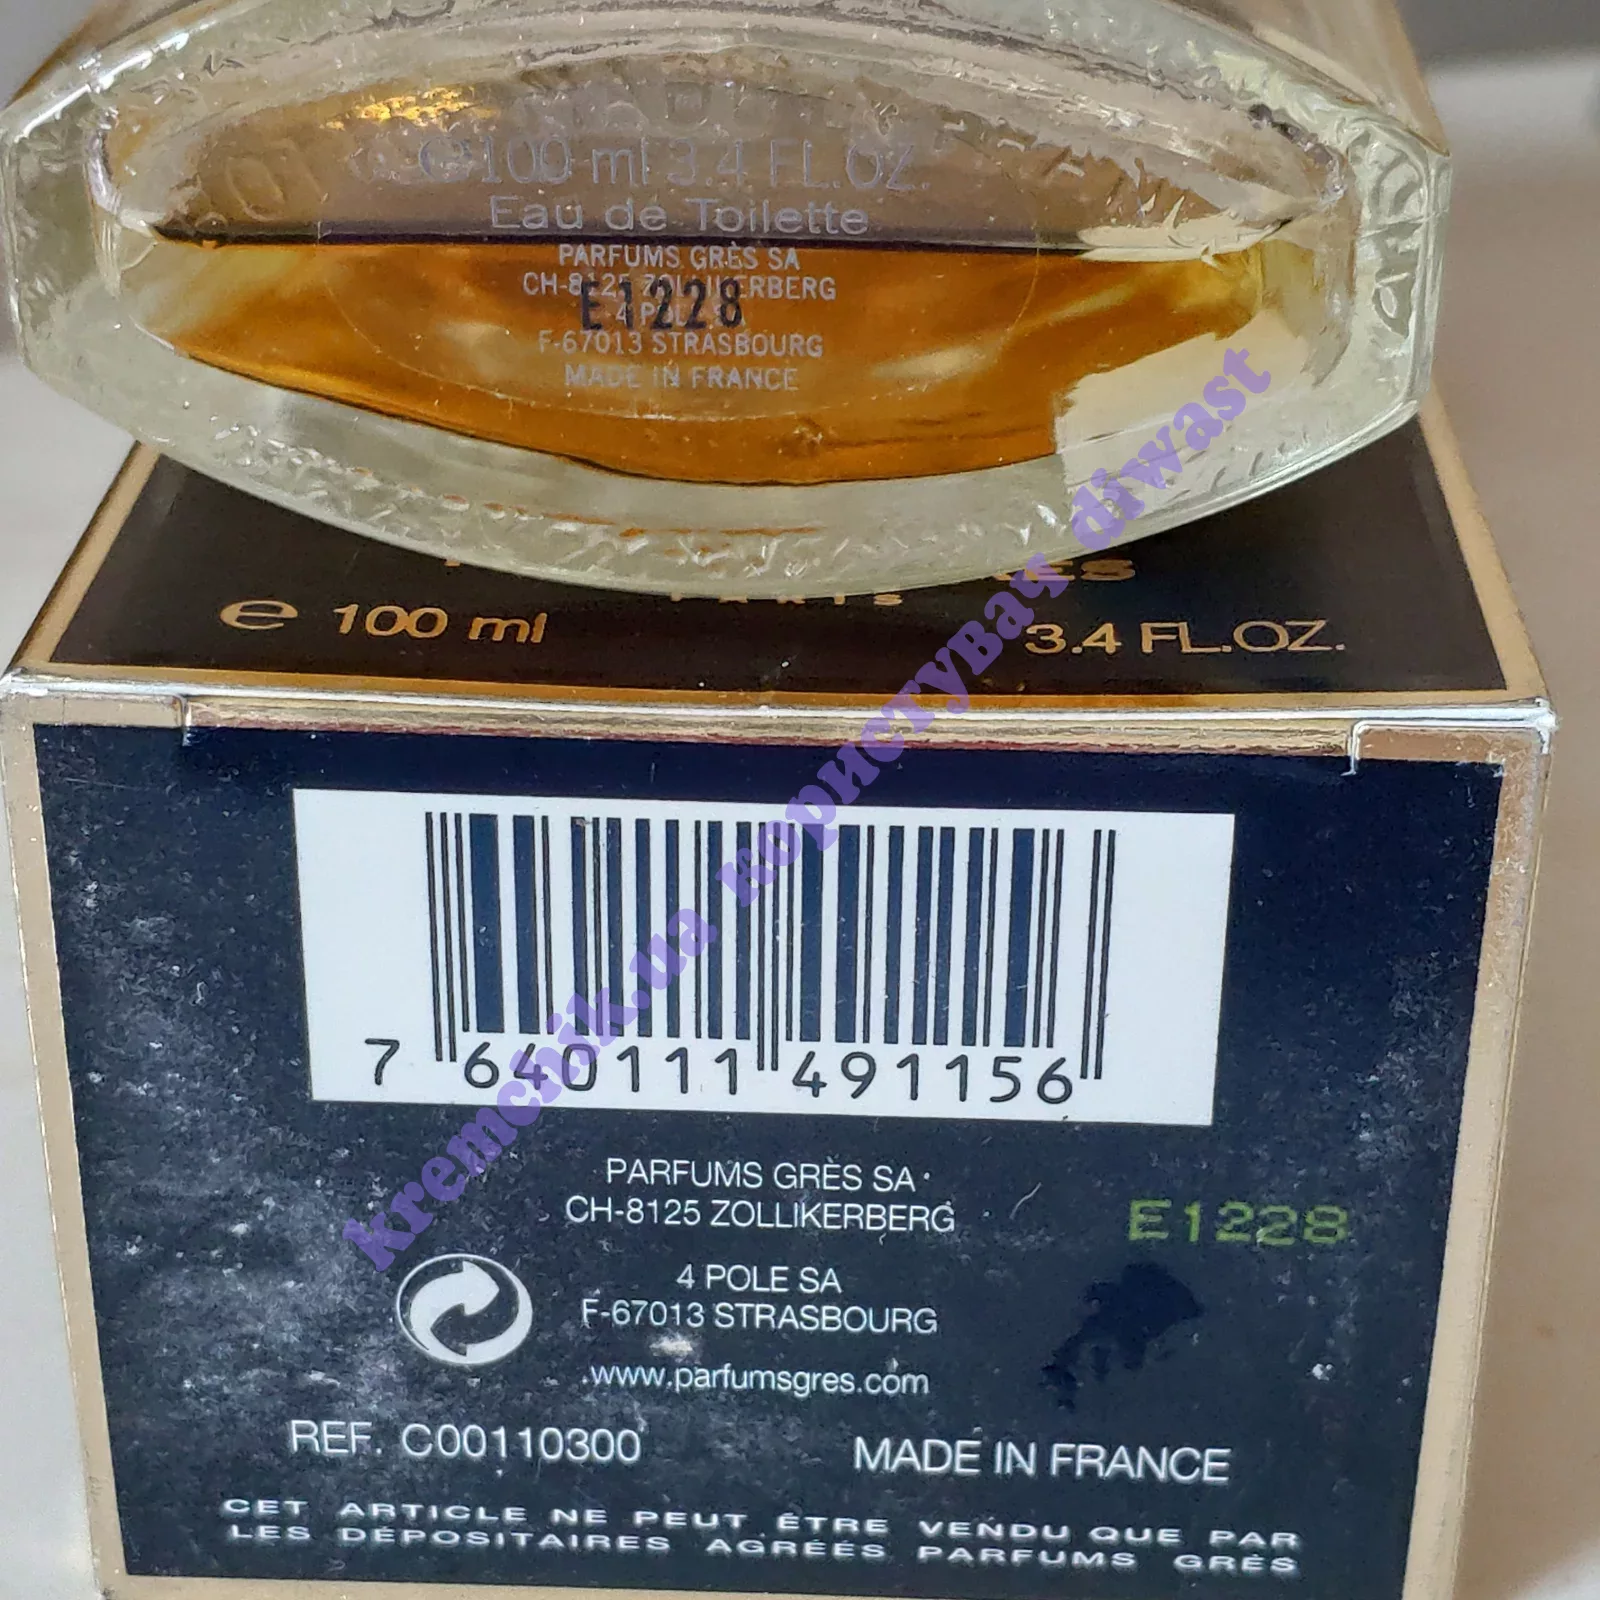 ℮ 100 ml 3.4 FL.OZ.
Eau de Toilette
PARFUMS GRÈS SA
CH-8125 ZOLLIKERBERG
E1228
F-67013 STRASBOURG
MADE IN FRANCE
PARIS
℮ 100 ml 3.4 FL.OZ.
7 640111 491156
PARFUMS GRÈS SA
CH-8125 ZOLLIKERBERG
E1228
4 POLE SA
F-67013 STRASBOURG
www.parfumsgres.com
REF. C00110300 MADE IN FRANCE
CET ARTICLE NE PEUT ÊTRE VENDU QUE PAR
LES DÉPOSITAIRES AGRÉÉS PARFUMS GRÈS
kremchik.ua користувач diwast